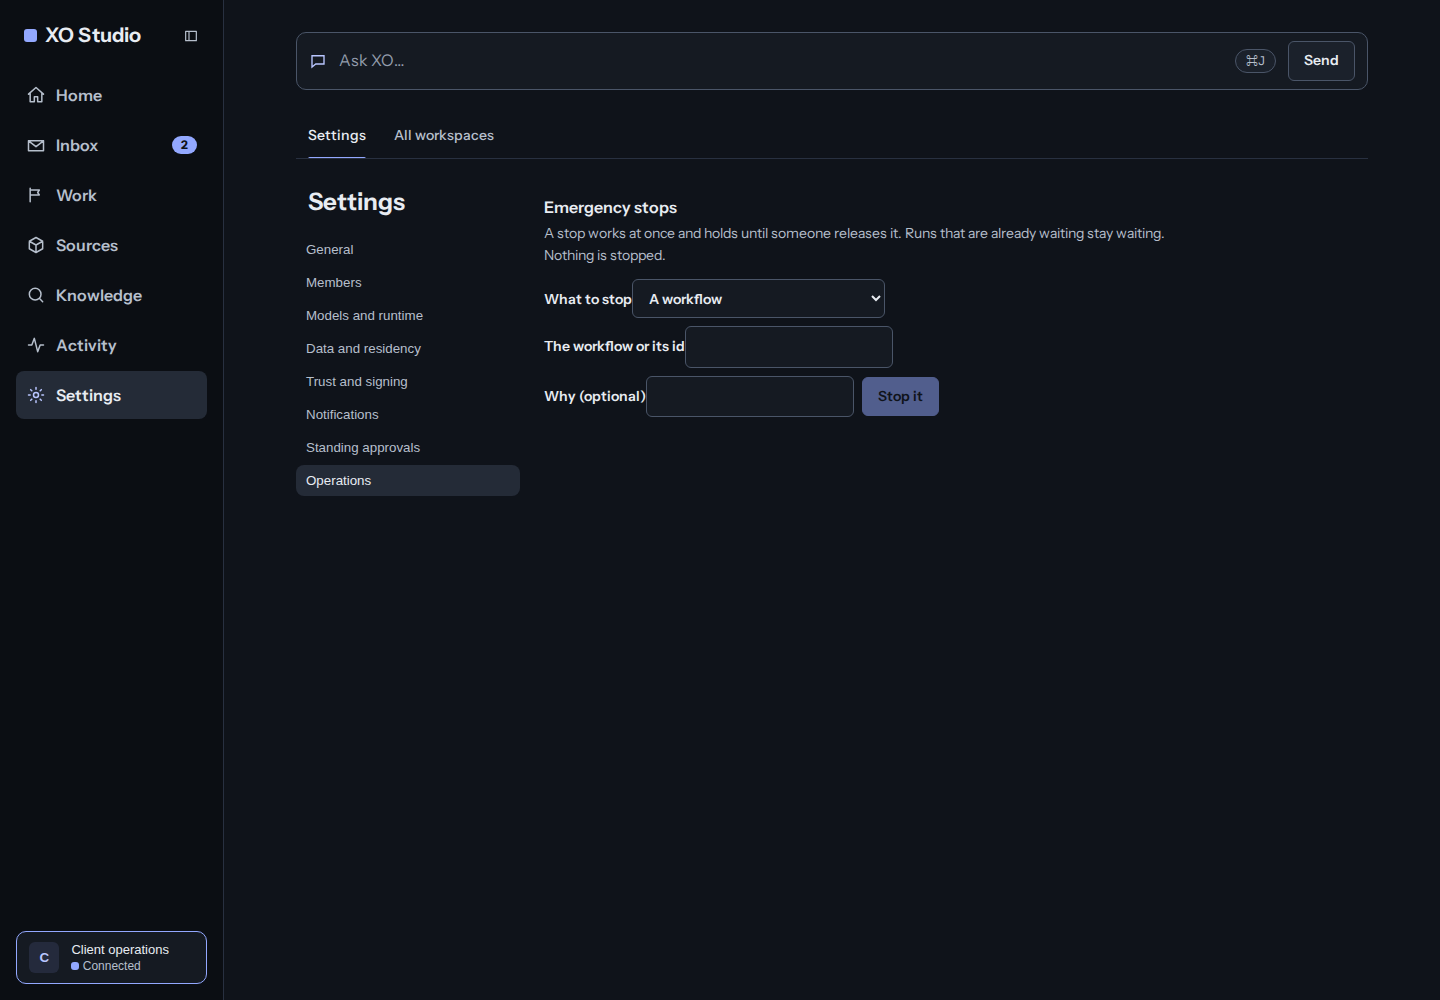 XO Studio
Home
Inbox 2
Work
Sources
Knowledge
Activity
Settings
Client operations
C
Connected
Ask XO...
⌘J
Send
Settings
All workspaces
Settings
General
Members
Models and runtime
Data and residency
Trust and signing
Notifications
Standing approvals
Operations
Emergency stops
A stop works at once and holds until someone releases it. Runs that are already waiting stay waiting.
Nothing is stopped.
What to stop A workflow
The workflow or its id
Why (optional) Stop it